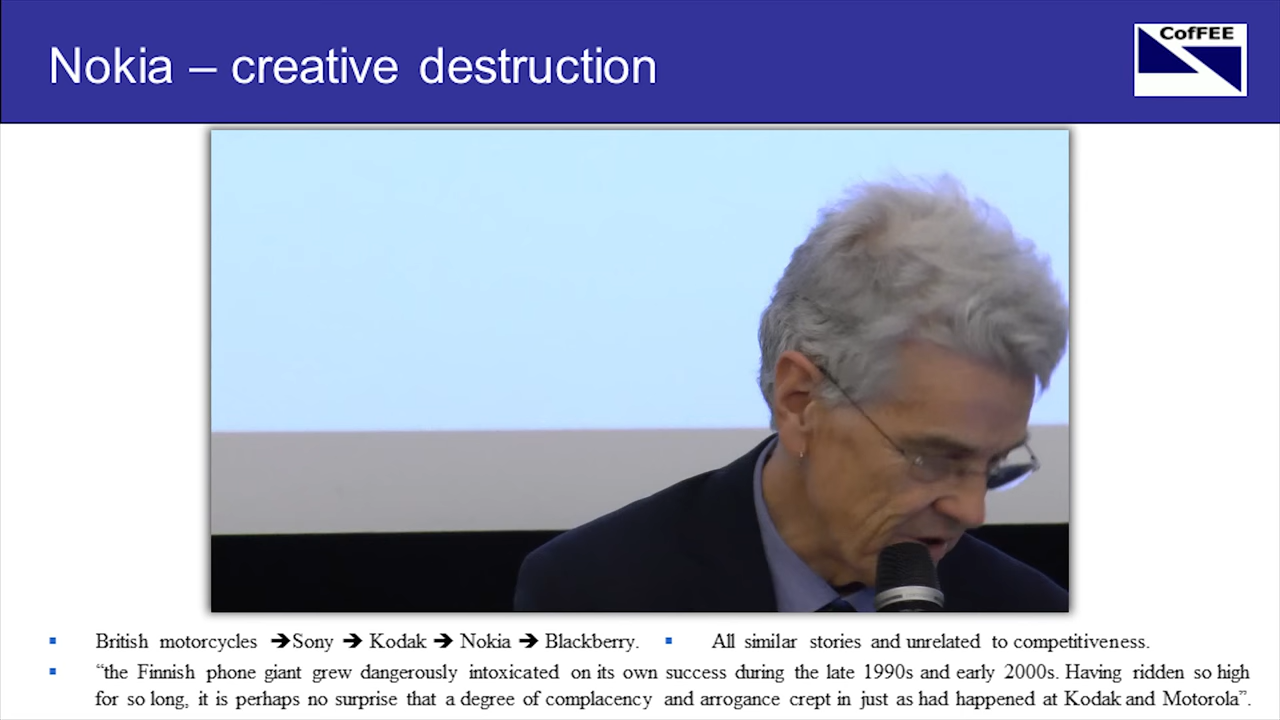 Nokia – creative destruction
CofFEE
British motorcycles ➔Sony ➔ Kodak ➔ Nokia ➔ Blackberry.
All similar stories and unrelated to competitiveness.
“the Finnish phone giant grew dangerously intoxicated on its own success during the late 1990s and early 2000s. Having ridden so high
for so long, it is perhaps no surprise that a degree of complacency and arrogance crept in just as had happened at Kodak and Motorola”.